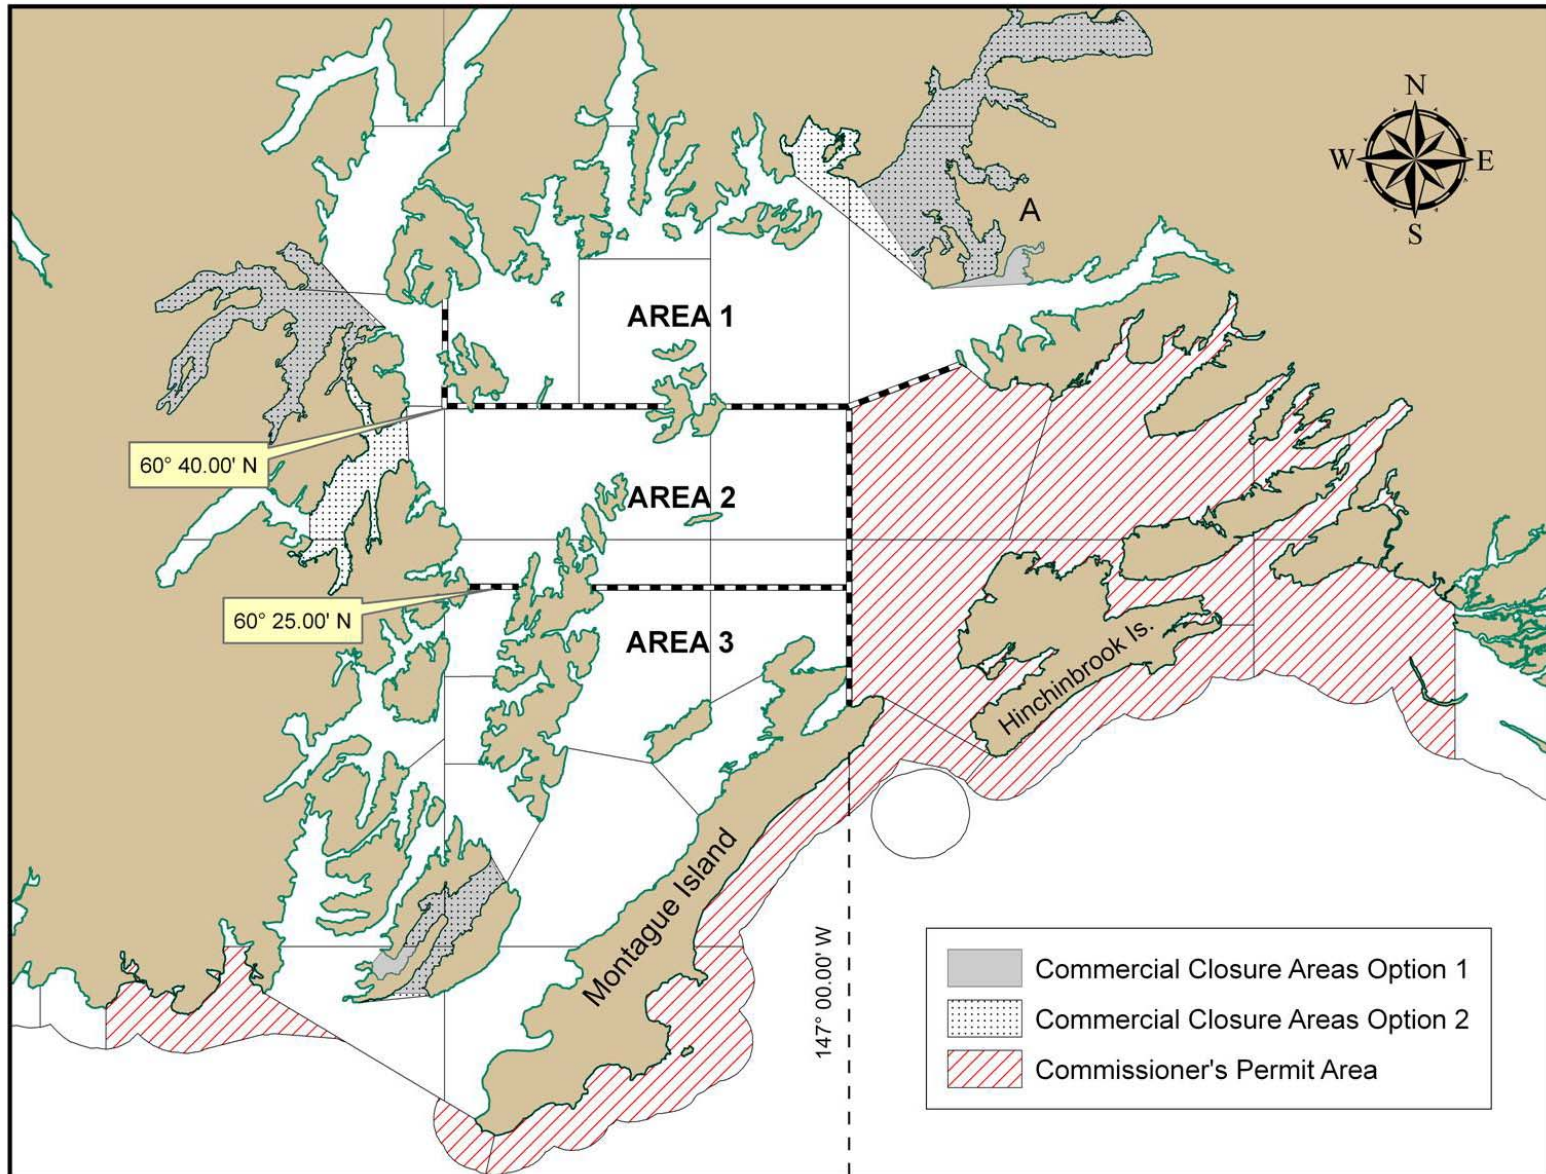 N
W E
S
A
AREA 1
60° 40.00' N
AREA 2
60° 25.00' N
AREA 3
Hinchinbrook Is.
Montague Island
147° 00.00' W
Commercial Closure Areas Option 1
Commercial Closure Areas Option 2
Commissioner's Permit Area